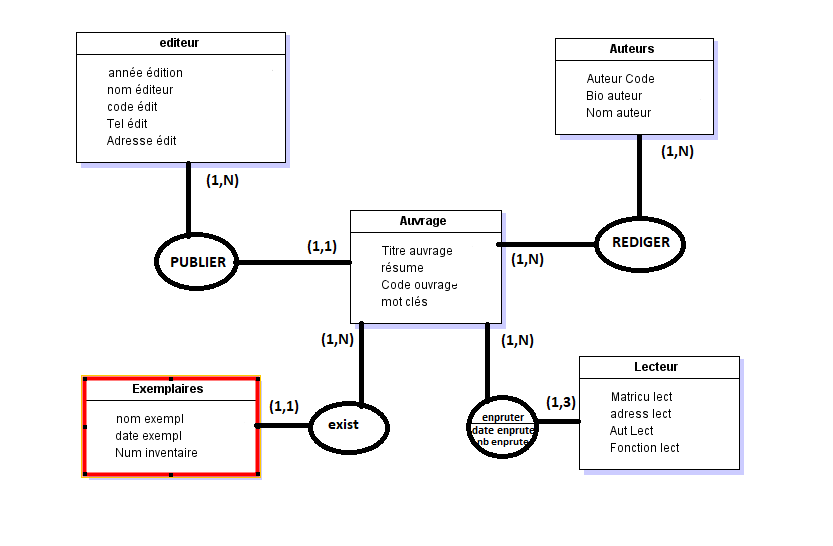 editeur
année édition
nom éditeur
code édit
Tel édit
Adresse édit
(1,N)
Auteurs
Auteur Code
Bio auteur
Nom auteur
(1,N)
PUBLIER
(1,1)
Auvrage
Titre auvrage
résume
Code ouvrage
mot clés
(1,N)
REDIGER
(1,N)
(1,N)
Exemplaires
nom exempl
date exempl
Num inventaire
(1,1)
exist
enpruter
date enprute
nb enprute
(1,3)
Lecteur
Matricu lect
adress lect
Aut Lect
Fonction lect